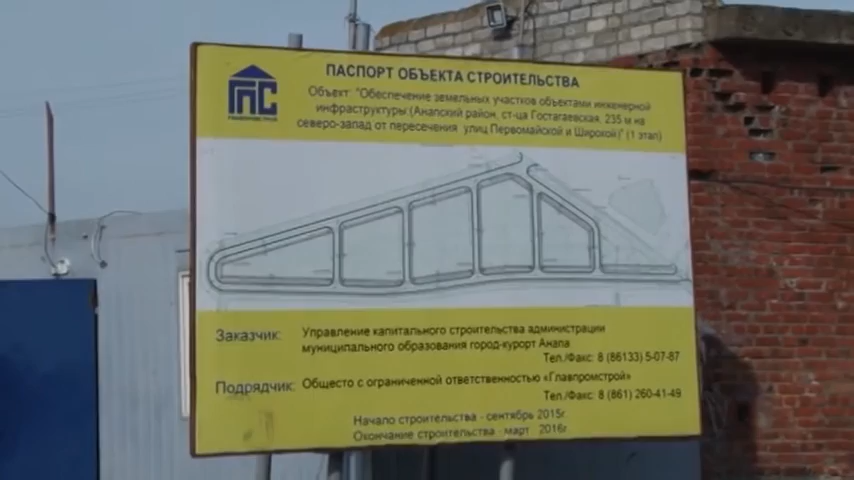 ГПС
ПАСПОРТ ОБЪЕКТА СТРОИТЕЛЬСТВА
Объект: "Обеспечение земельных участков объектами инженерной
инфраструктуры (Анапский район, ст-ца Гостагаевская, 235 м на
северо-запад от пересечения улиц Первомайской и Широкой)" (1 этап)
Заказчик: Управление капитального строительства администрации
муниципального образования город-курорт Анапа
Тел./Факс: 8 (86133) 5-07-87
Подрядчик: Общесто с ограниченной ответственностью «Главпромстрой»
Тел./Факс: 8 (861) 260-41-49
Начало строительства - сентябрь 2015г.
Окончание строительства - март 2016г.